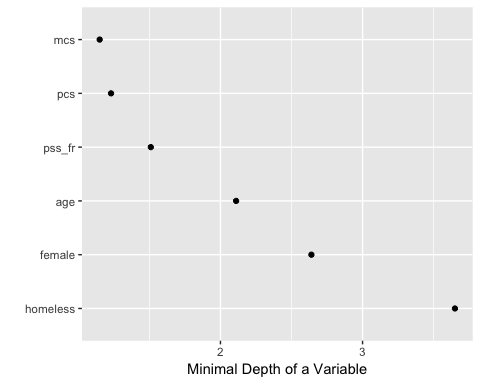 mcs
pcs
pss_fr
age
female
homeless
2 3
Minimal Depth of a Variable